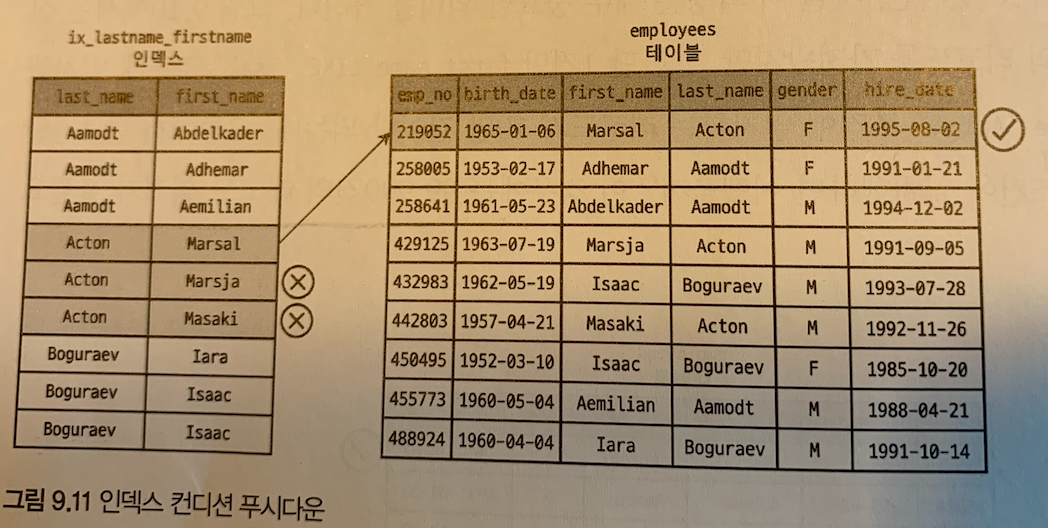 ix_lastname_firstname
인덱스
last_name first_name
Aamodt Abdelkader
Aamodt Adhemar
Aamodt Aemilian
Acton Marsal
Acton Marsja
Acton Masaki
Boguraev Iara
Boguraev Isaac
Boguraev Isaac
employees
테이블
emp_no birth_date first_name last_name gender hire_date
219052 1965-01-06 Marsal Acton F 1995-08-02
258005 1953-02-17 Adhemar Aamodt F 1991-01-21
258641 1961-05-23 Abdelkader Aamodt M 1994-12-02
429125 1963-07-19 Marsja Acton M 1991-09-05
432983 1962-05-19 Isaac Boguraev M 1993-07-28
442803 1957-04-21 Masaki Acton M 1992-11-26
450495 1952-03-10 Isaac Boguraev F 1985-10-20
455773 1960-05-04 Aemilian Aamodt M 1988-04-21
488924 1960-04-04 Iara Boguraev M 1991-10-14
그림 9.11 인덱스 컨디션 푸시다운